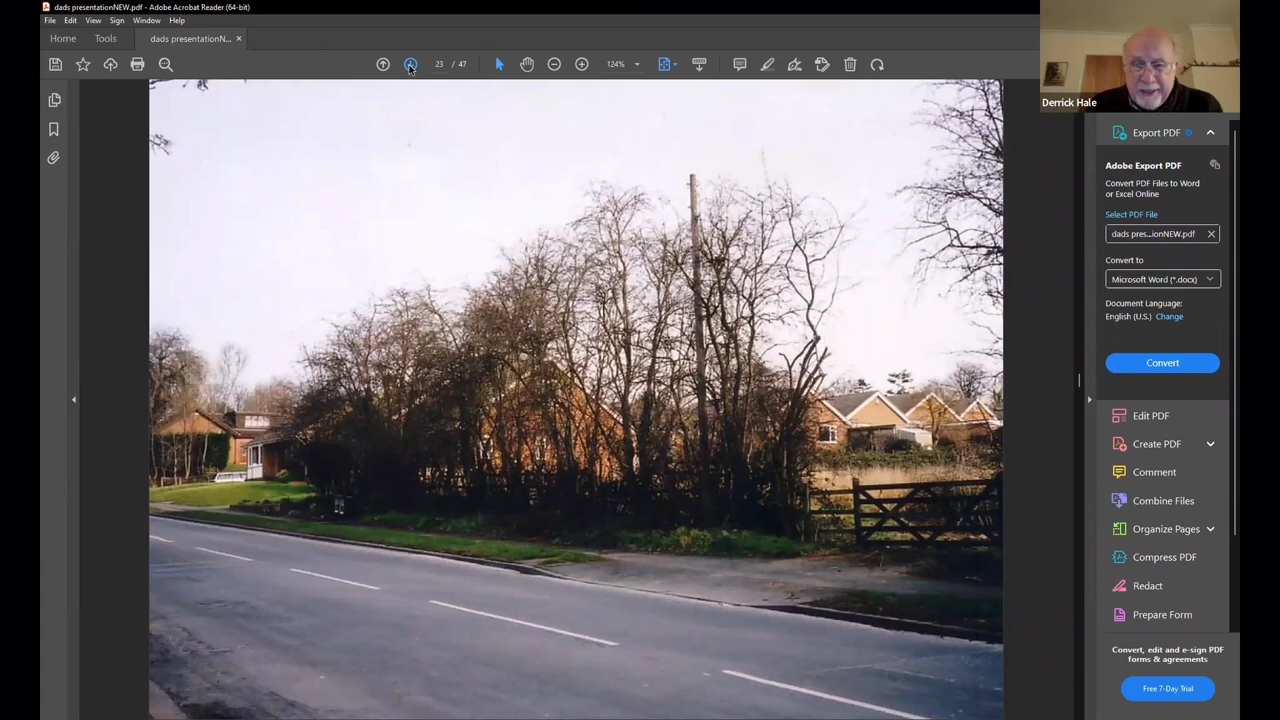 dads presentationNEW.pdf - Adobe Acrobat Reader (64-bit)
File Edit View Sign Window Help
Home Tools dads presentationN... ×
23 / 47 124%
Derrick Hale
Export PDF
Adobe Export PDF
Convert PDF Files to Word
or Excel Online
Select PDF File
dads pres...ionNEW.pdf
Convert to
Microsoft Word (*.docx)
Document Language:
English (U.S.) Change
Convert
Edit PDF
Create PDF
Comment
Combine Files
Organize Pages
Compress PDF
Redact
Prepare Form
Convert, edit and e-sign PDF
forms & agreements
Free 7-Day Trial